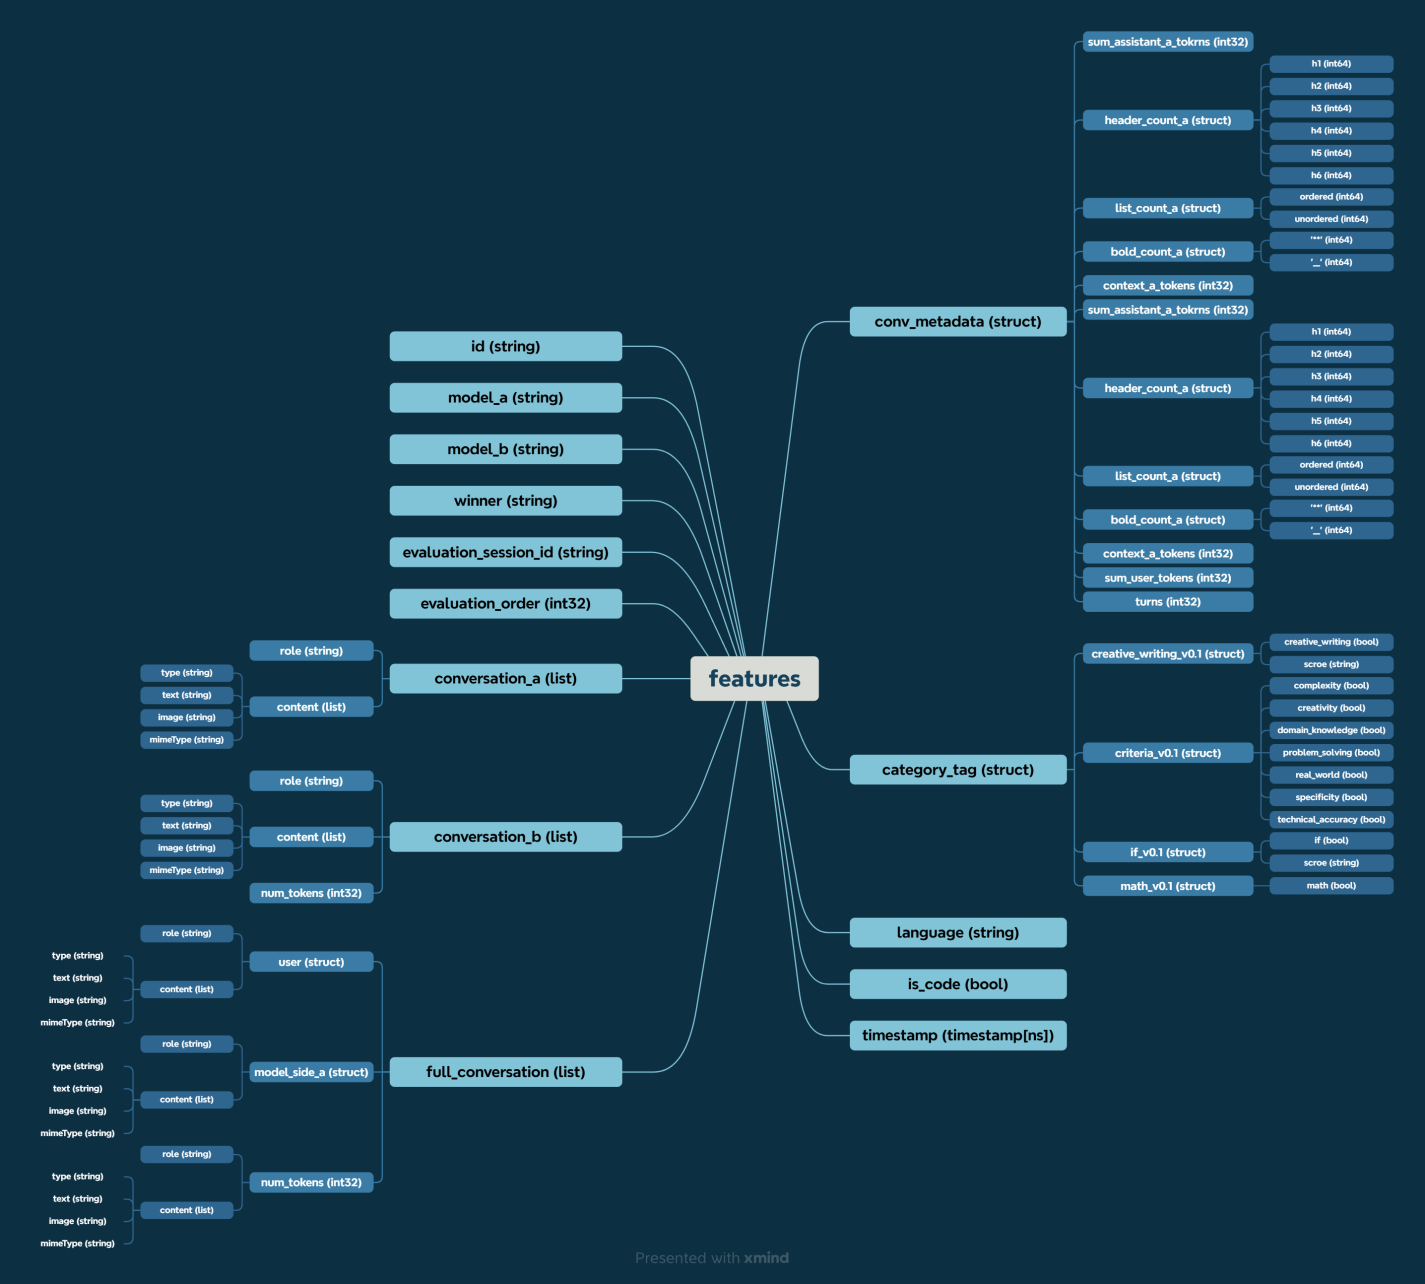 features
id (string)
model_a (string)
model_b (string)
winner (string)
evaluation_session_id (string)
evaluation_order (int32)
conversation_a (list)
role (string)
content (list)
type (string)
text (string)
image (string)
mimeType (string)
conversation_b (list)
role (string)
content (list)
type (string)
text (string)
image (string)
mimeType (string)
num_tokens (int32)
full_conversation (list)
user (struct)
role (string)
content (list)
type (string)
text (string)
image (string)
mimeType (string)
model_side_a (struct)
role (string)
content (list)
type (string)
text (string)
image (string)
mimeType (string)
num_tokens (int32)
role (string)
content (list)
type (string)
text (string)
image (string)
mimeType (string)
conv_metadata (struct)
sum_assistant_a_tokrns (int32)
header_count_a (struct)
h1 (int64)
h2 (int64)
h3 (int64)
h4 (int64)
h5 (int64)
h6 (int64)
list_count_a (struct)
ordered (int64)
unordered (int64)
bold_count_a (struct)
'**' (int64)
'__' (int64)
context_a_tokens (int32)
sum_assistant_a_tokrns (int32)
header_count_a (struct)
h1 (int64)
h2 (int64)
h3 (int64)
h4 (int64)
h5 (int64)
h6 (int64)
list_count_a (struct)
ordered (int64)
unordered (int64)
bold_count_a (struct)
'**' (int64)
'__' (int64)
context_a_tokens (int32)
sum_user_tokens (int32)
turns (int32)
category_tag (struct)
creative_writing_v0.1 (struct)
creative_writing (bool)
scroe (string)
criteria_v0.1 (struct)
complexity (bool)
creativity (bool)
domain_knowledge (bool)
problem_solving (bool)
real_world (bool)
specificity (bool)
technical_accuracy (bool)
if_v0.1 (struct)
if (bool)
scroe (string)
math_v0.1 (struct)
math (bool)
language (string)
is_code (bool)
timestamp (timestamp[ns])
Presented with xmind